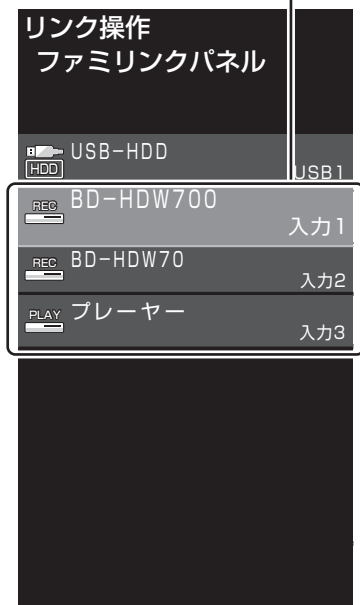 リンク操作
ファミリンクパネル
USB-HDD
HDD
USB1
REC
BD-HDW700
入力1
REC
BD-HDW70
入力2
PLAY
プレーヤー
入力3